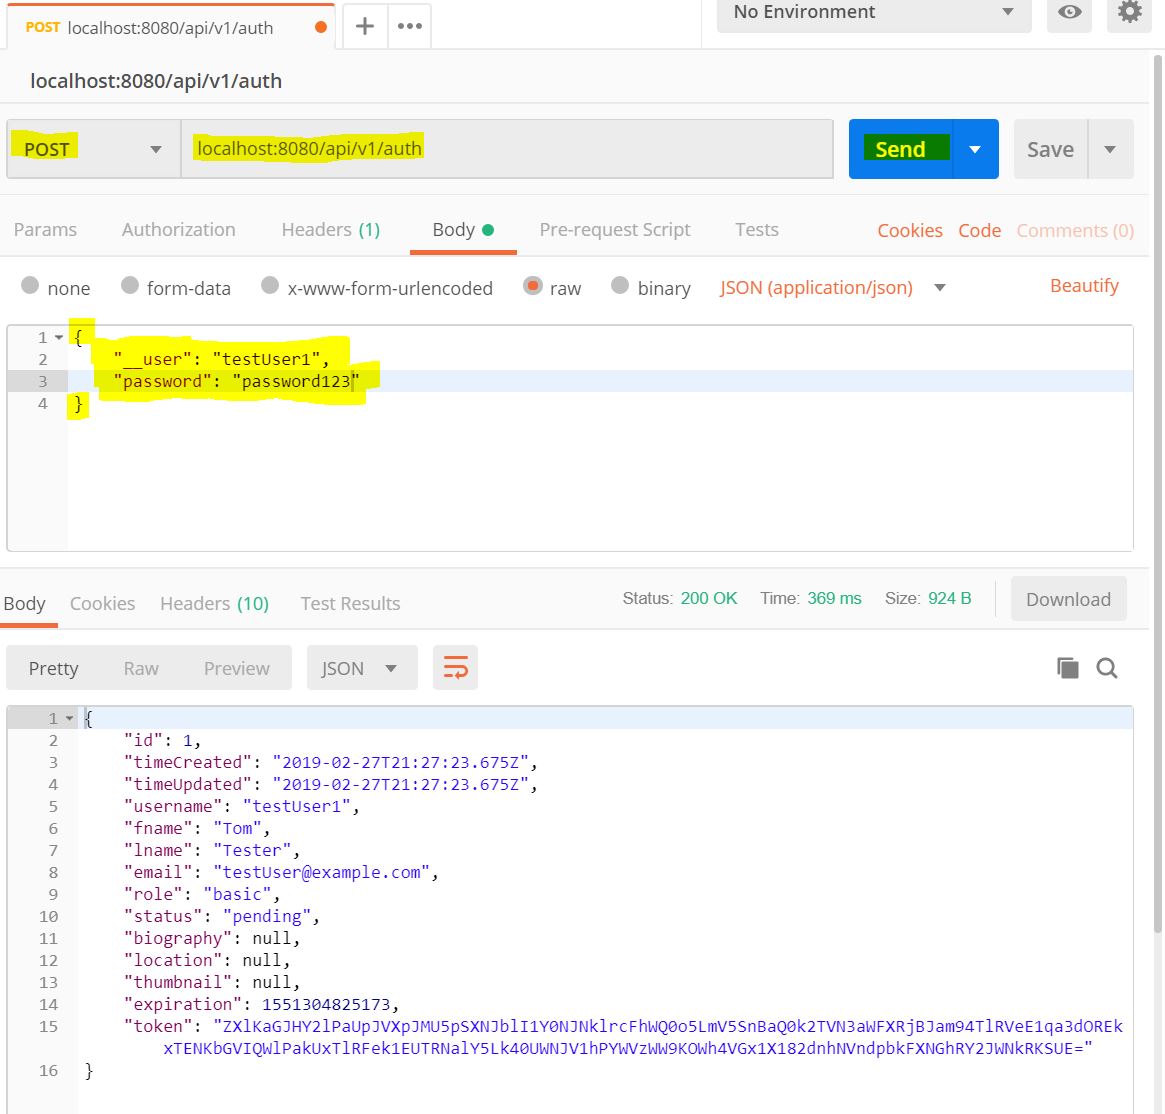 POST localhost:8080/api/v1/auth
No Environment
localhost:8080/api/v1/auth
POST localhost:8080/api/v1/auth Send Save
Params Authorization Headers (1) Body Pre-request Script Tests Cookies Code Comments (0)
none form-data x-www-form-urlencoded raw binary JSON (application/json) Beautify
1 {
2 "__user": "testUser1",
3 "password": "password123"
4 }
Body Cookies Headers (10) Test Results Status: 200 OK Time: 369 ms Size: 924 B Download
Pretty Raw Preview JSON
1 {
2 "id": 1,
3 "timeCreated": "2019-02-27T21:27:23.675Z",
4 "timeUpdated": "2019-02-27T21:27:23.675Z",
5 "username": "testUser1",
6 "fname": "Tom",
7 "lname": "Tester",
8 "email": "testUser@example.com",
9 "role": "basic",
10 "status": "pending",
11 "biography": null,
12 "location": null,
13 "thumbnail": null,
14 "expiration": 1551304825173,
15 "token": "ZXlKaGJHY2lPaUpJVXpJMU5pSXNJblI1Y0NJNklrcFhWQ0o5LmV5SnBaQ0k2TVN3aWFXRjBJam94TlRVeE1qa3dOREk
xTENKbGVIQWlPakUxTlRFek1EUTRNalY5Lk40UWNJV1hPYWVzWW9KOWh4VGx1X182dnhNVndpbkFXNGhRY2JWNkRKSUE="
16 }